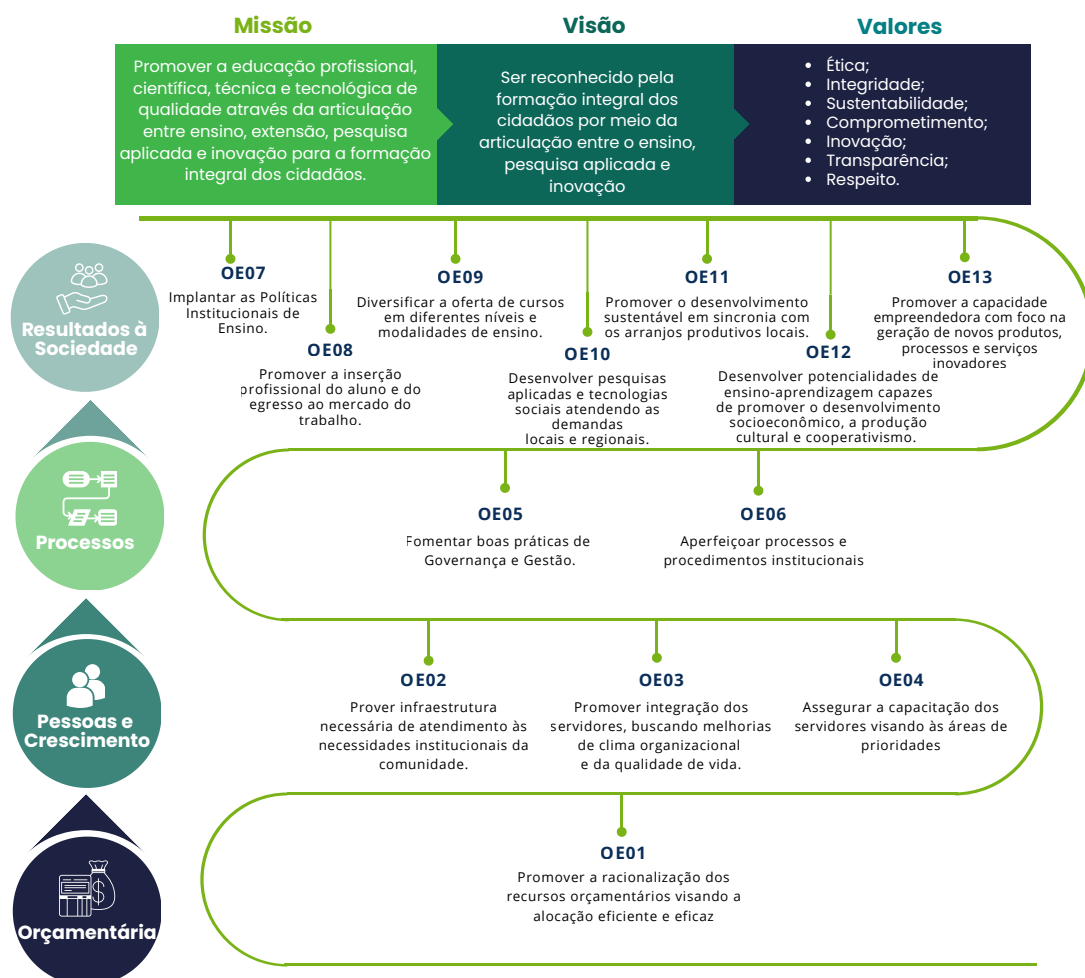 Missão
Promover a educação profissional,
científica, técnica e tecnológica de
qualidade através da articulação
entre ensino, extensão, pesquisa
aplicada e inovação para a formação
integral dos cidadãos.
Visão
Ser reconhecido pela
formação integral dos
cidadãos por meio da
articulação entre o ensino,
pesquisa aplicada e
inovação
Valores
• Ética;
• Integridade;
• Sustentabilidade;
• Comprometimento;
• Inovação;
• Transparência;
• Respeito.
Resultados à
Sociedade
OE07
Implantar as Políticas
Institucionais de
Ensino.
OE08
Promover a inserção
profissional do aluno e do
egresso ao mercado do
trabalho.
OE09
Diversificar a oferta de cursos
em diferentes níveis e
modalidades de ensino.
OE10
Desenvolver pesquisas
aplicadas e tecnologias
sociais atendendo as
demandas
locais e regionais.
OE11
Promover o desenvolvimento
sustentável em sincronia com
os arranjos produtivos locais.
OE12
Desenvolver potencialidades de
ensino-aprendizagem capazes
de promover o desenvolvimento
socioeconômico, a produção
cultural e cooperativismo.
OE13
Promover a capacidade
empreendedora com foco na
geração de novos produtos,
processos e serviços
inovadores
Processos
OE05
Fomentar boas práticas de
Governança e Gestão.
OE06
Aperfeiçoar processos e
procedimentos institucionais
Pessoas e
Crescimento
OE02
Prover infraestrutura
necessária de atendimento às
necessidades institucionais da
comunidade.
OE03
Promover integração dos
servidores, buscando melhorias
de clima organizacional
e da qualidade de vida.
OE04
Assegurar a capacitação dos
servidores visando às áreas de
prioridades
Orçamentária
OE01
Promover a racionalização dos
recursos orçamentários visando a
alocação eficiente e eficaz